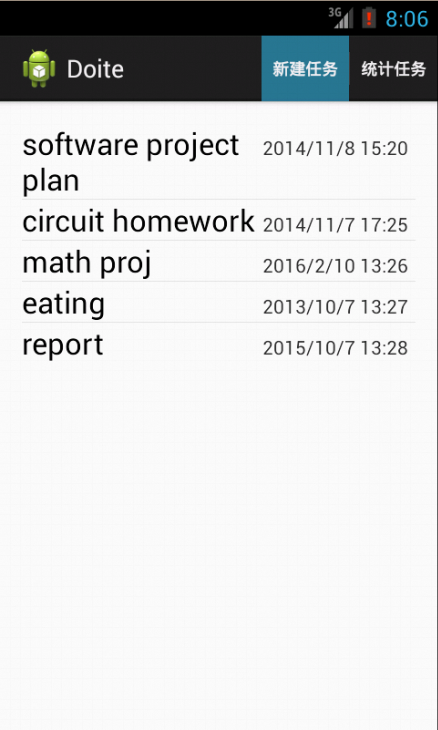 3G 8:06
Doite 新建任务 统计任务
software project 2014/11/8 15:20
plan
circuit homework 2014/11/7 17:25
math proj 2016/2/10 13:26
eating 2013/10/7 13:27
report 2015/10/7 13:28